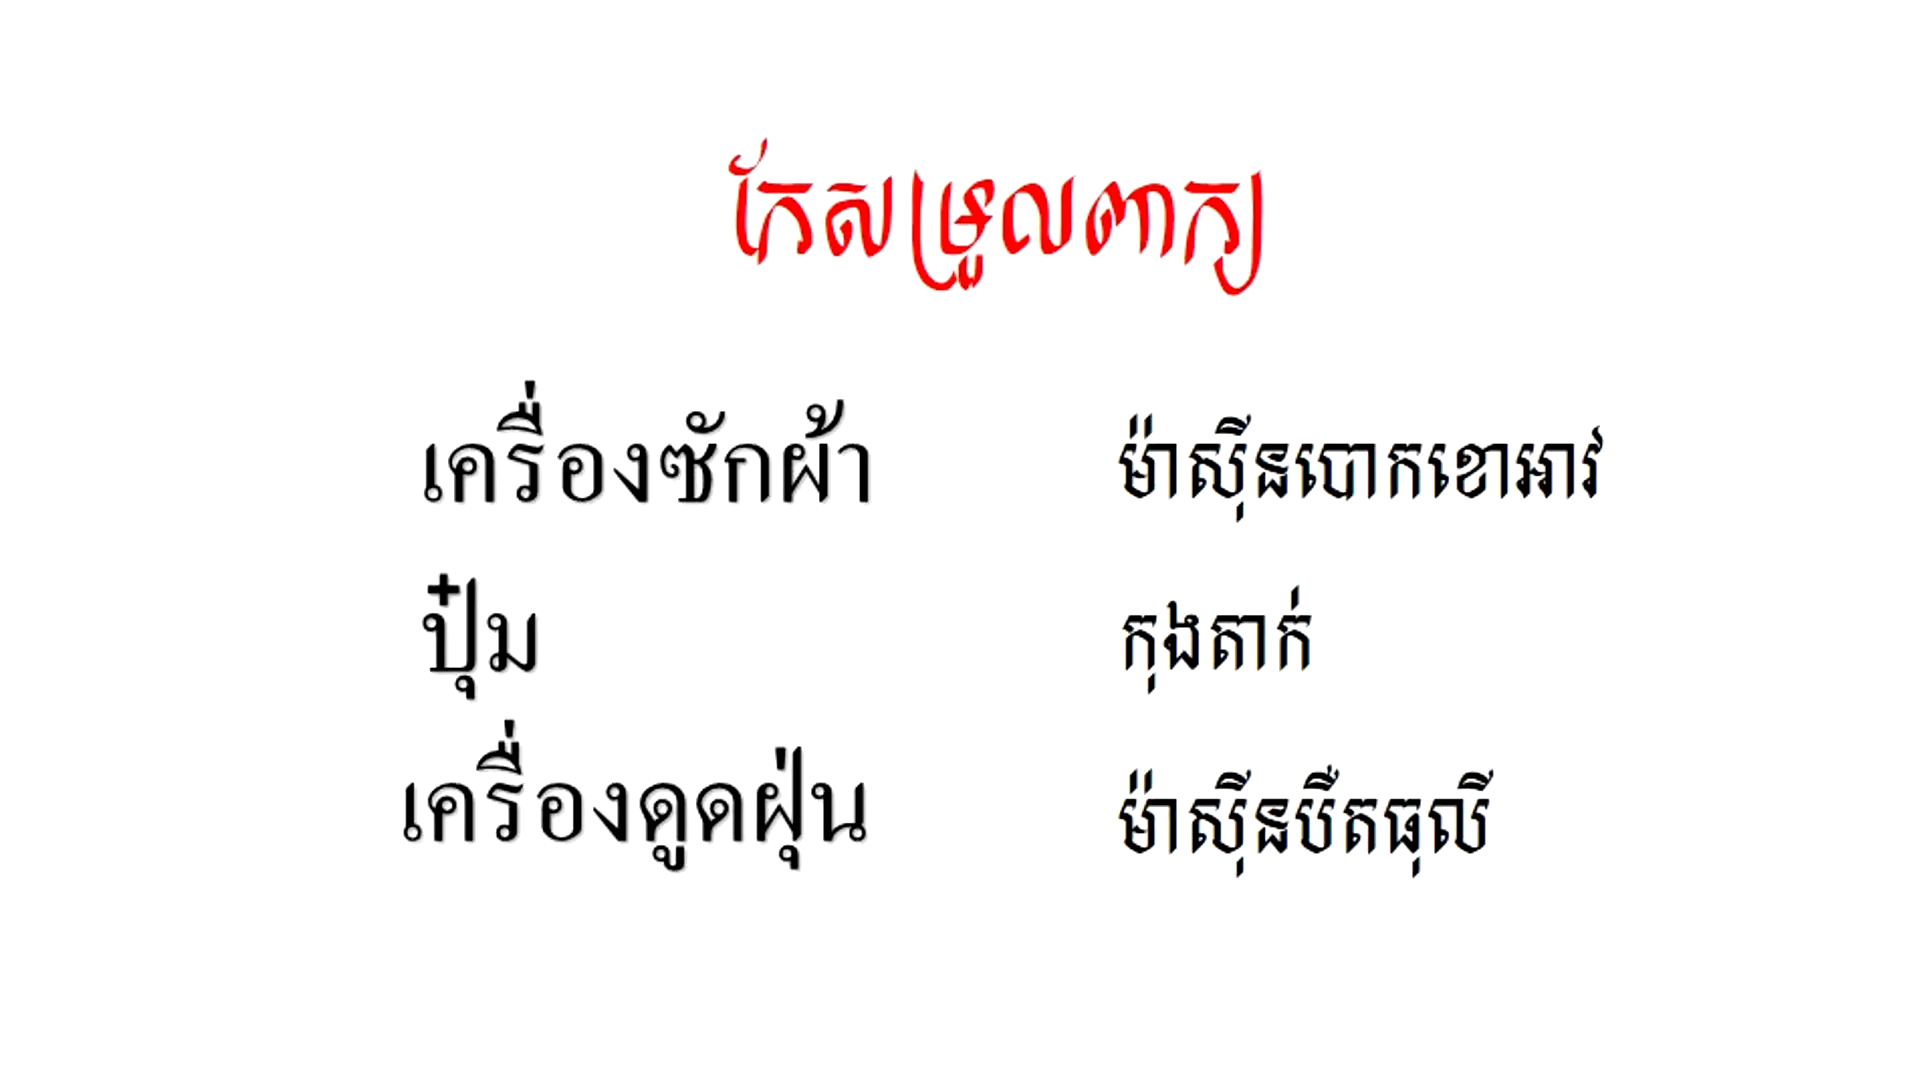 កែសម្រួលពាក្យ
เครื่องซักผ้า ម៉ាស៊ីនបោកខោអាវ
ปุ๋ม កុងតាក់
เครื่องดูดฝุ่น ម៉ាស៊ីនបឺតធុលី